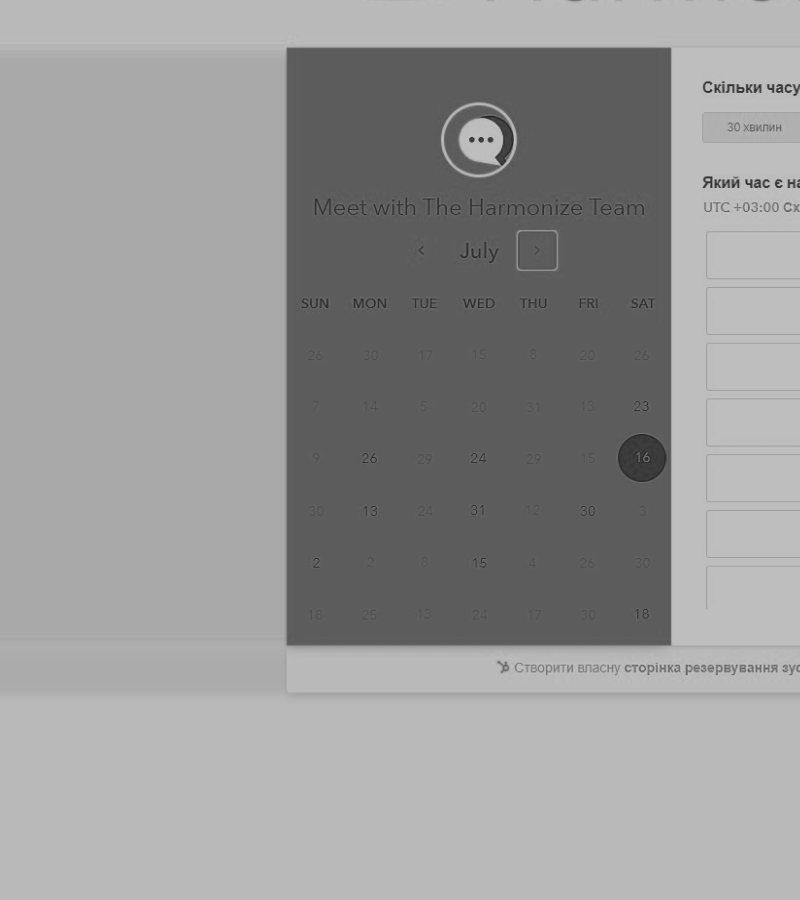 Meet with The Harmonize Team
July
SUN MON TUE WED THU FRI SAT
26 30 17 15 8 20 26
7 14 5 20 31 13 23
9 26 29 24 29 15 16
30 13 24 31 12 30 3
2 2 8 15 4 26 30
18 25 13 24 17 30 18
Скільки часу
30 хвилин
Який час є на
UTC +03:00 Сх
Створити власну сторінка резервування зус